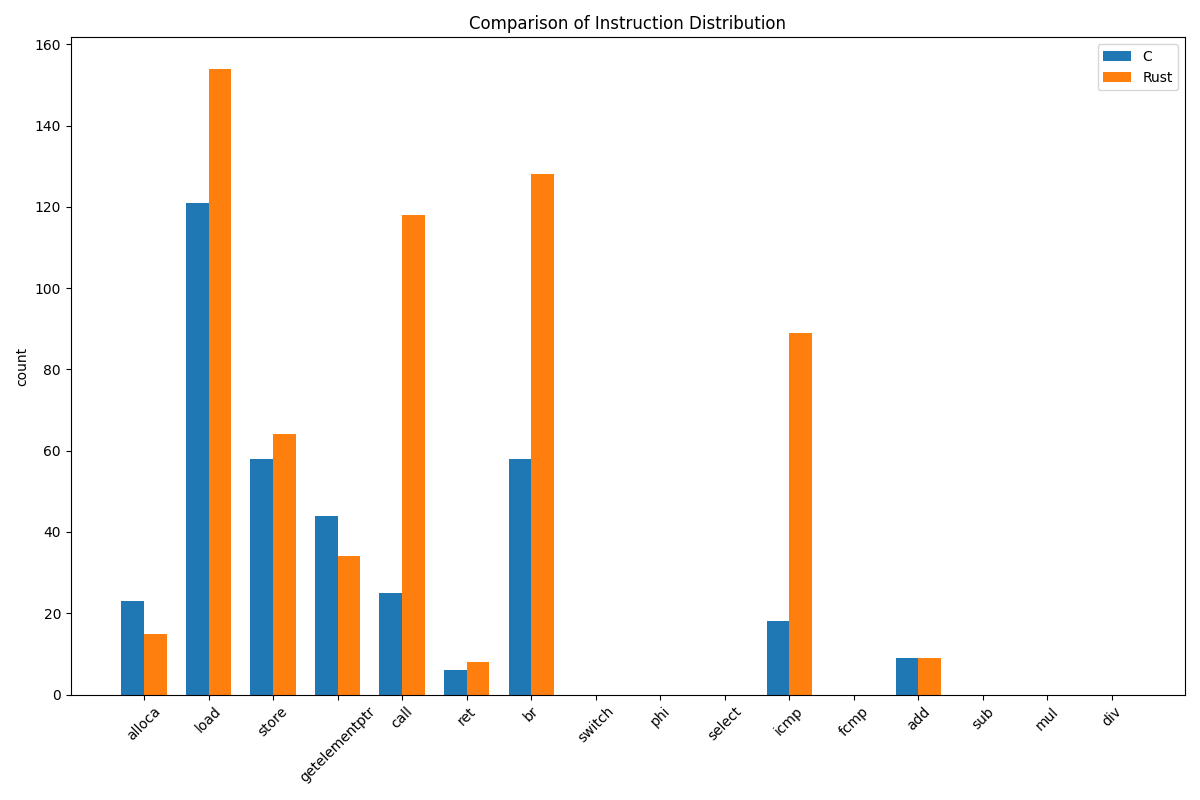 Comparison of Instruction Distribution
C
Rust
count
160
140
120
100
80
60
40
20
0
alloca
load
store
getelementptr
call
ret
br
switch
phi
select
icmp
fcmp
add
sub
mul
div